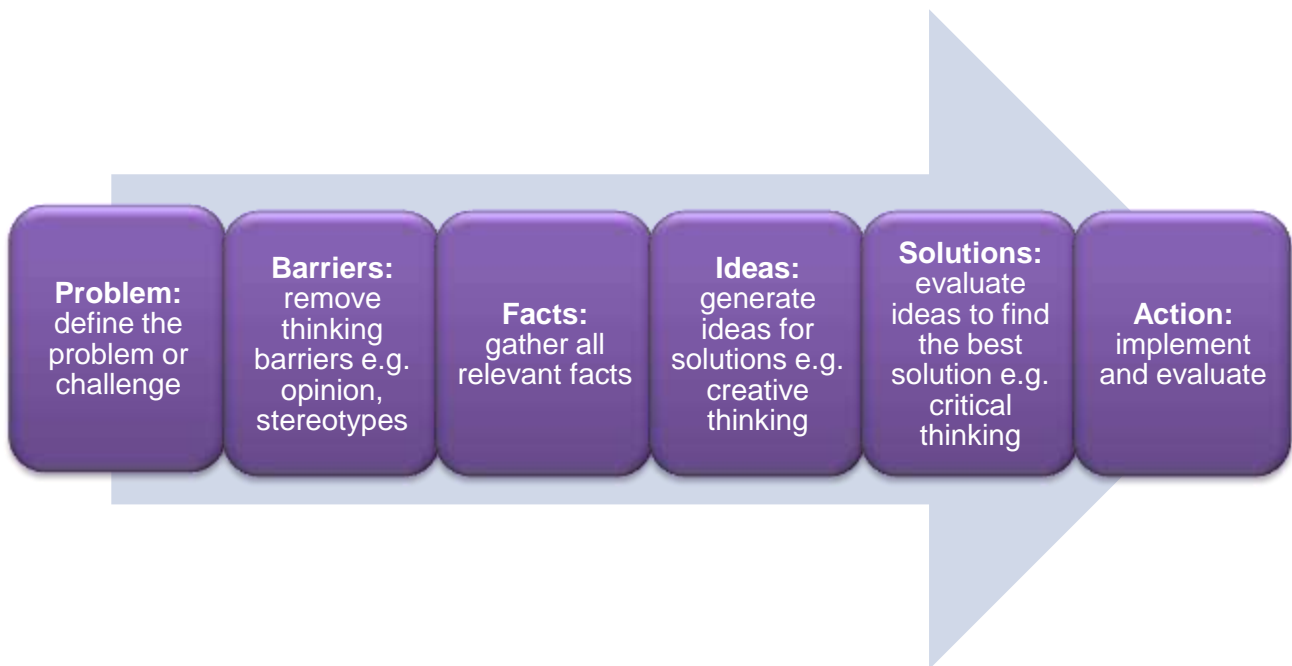 Problem:
define the
problem or
challenge
Barriers:
remove
thinking
barriers e.g.
opinion,
stereotypes
Facts:
gather all
relevant facts
Ideas:
generate
ideas for
solutions e.g.
creative
thinking
Solutions:
evaluate
ideas to find
the best
solution e.g.
critical
thinking
Action:
implement
and evaluate